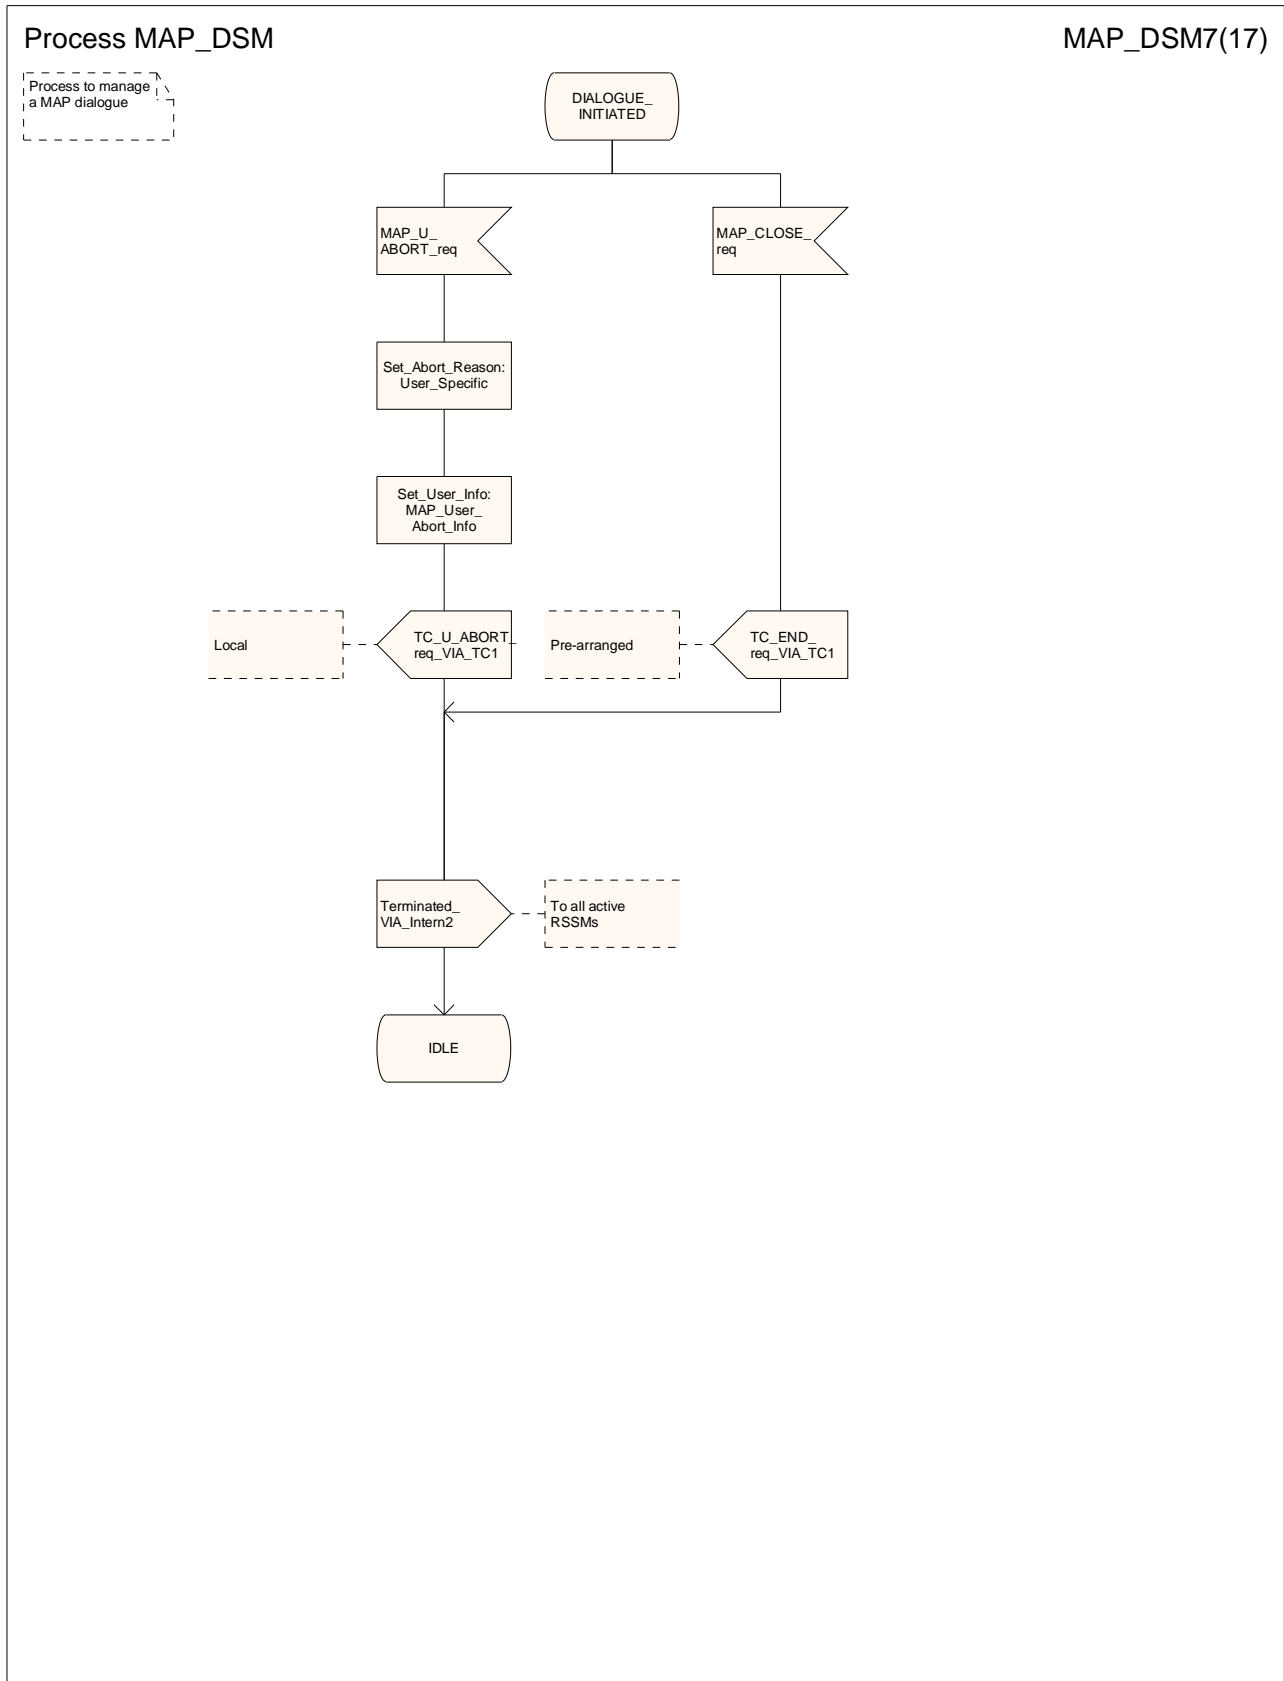 Process MAP_DSM
MAP_DSM7(17)
Process to manage
a MAP dialogue
DIALOGUE_
INITIATED
MAP_U_
ABORT_req
MAP_CLOSE_
req
Set_Abort_Reason:
User_Specific
Set_User_Info:
MAP_User_
Abort_Info
Local
TC_U_ABORT_
req_VIA_TC1
Pre-arranged
TC_END_
req_VIA_TC1
Terminated_
VIA_Intern2
To all active
RSSMs
IDLE